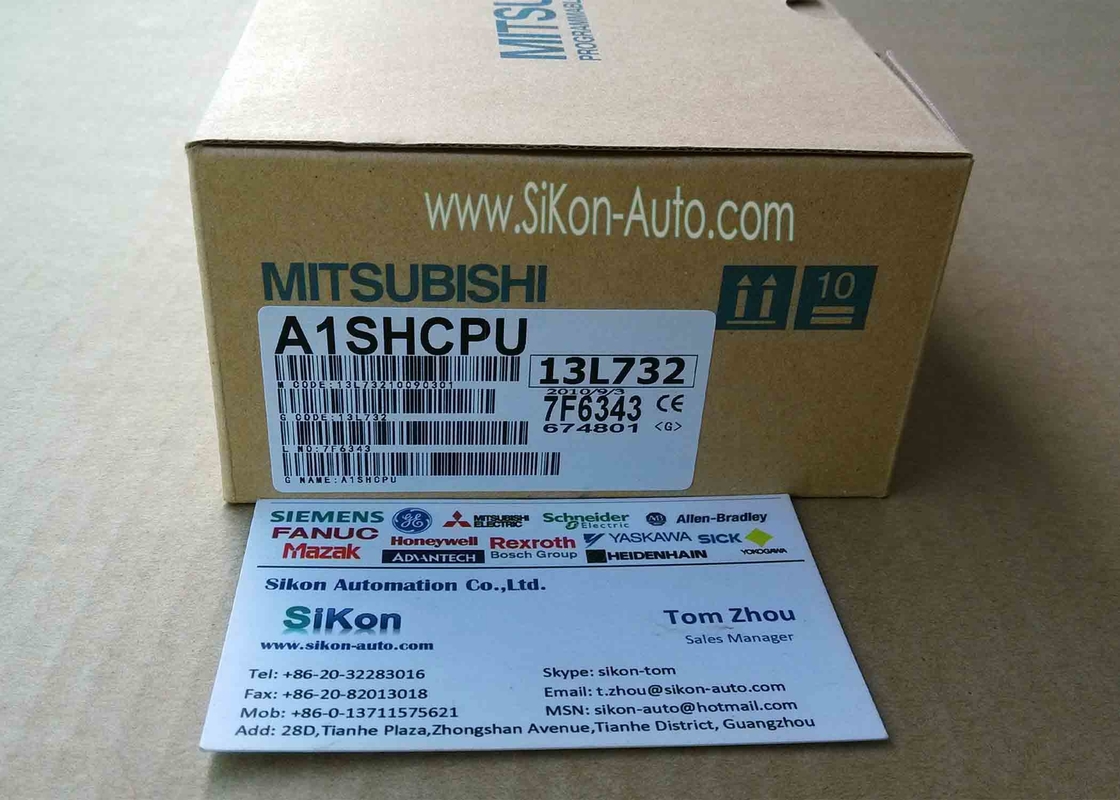 MITSU
PROGRAMMABL
www.SiKon-Auto.com
MITSUBISHI
10
A1SHCPU
13L732
M CODE:13L73210090301
2010/9/3
7F6343 CE
G CODE:13L732
674801 <G>
L NO:7F6343
G NAME:A1SHCPU
SIEMENS GE MITSUBISHI ELECTRIC Schneider Electric AB Allen-Bradley
FANUC Honeywell Rexroth YASKAWA SICK
Mazak ADVANTECH Bosch Group HEIDENHAIN YOKOGAWA
Sikon Automation Co.,Ltd.
SiKon Tom Zhou
www.sikon-auto.com Sales Manager
Tel: +86-20-32283016 Skype: sikon-tom
Fax: +86-20-82013018 Email: t.zhou@sikon-auto.com
Mob: +86-0-13711575621 MSN: sikon-auto@hotmail.com
Add: 28D,Tianhe Plaza,Zhongshan Avenue,Tianhe District, Guangzhou